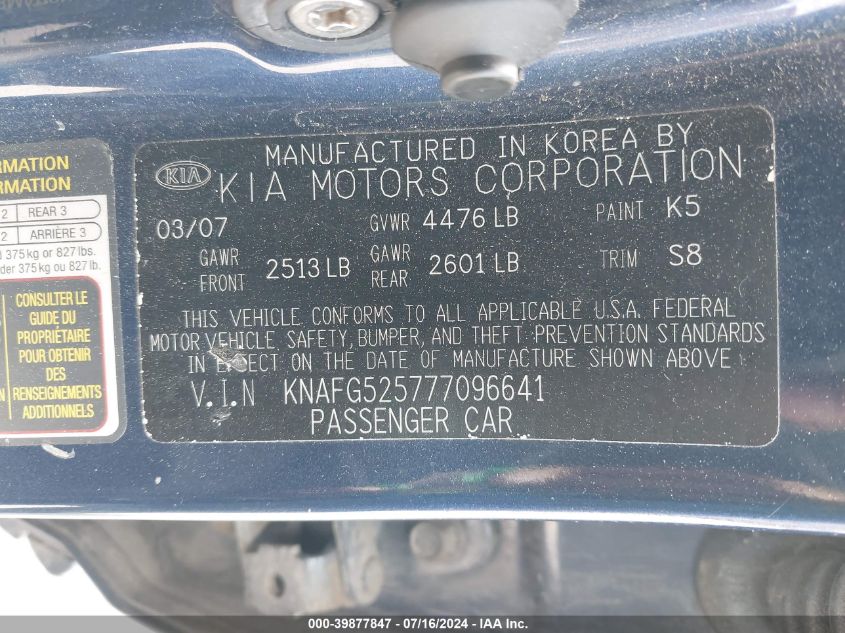 MANUFACTURED IN KOREA BY
KIA KIA MOTORS CORPORATION
03/07 GVWR 4476 LB PAINT K5
GAWR FRONT 2513 LB GAWR REAR 2601 LB TRIM S8
THIS VEHICLE CONFORMS TO ALL APPLICABLE U.S.A. FEDERAL
MOTOR VEHICLE SAFETY, BUMPER, AND THEFT PREVENTION STANDARDS
IN EFFECT ON THE DATE OF MANUFACTURE SHOWN ABOVE
V.I.N KNAFG525777096641
PASSENGER CAR
RMATION
ORMATION
2 REAR 3
2 ARRIÈRE 3
375 kg or 827 lbs.
der 375 kg ou 827 lb.
CONSULTER LE
GUIDE DU
PROPRIÉTAIRE
POUR OBTENIR
DES
RENSEIGNEMENTS
ADDITIONNELS
000-39877847 - 07/16/2024 - IAA Inc.